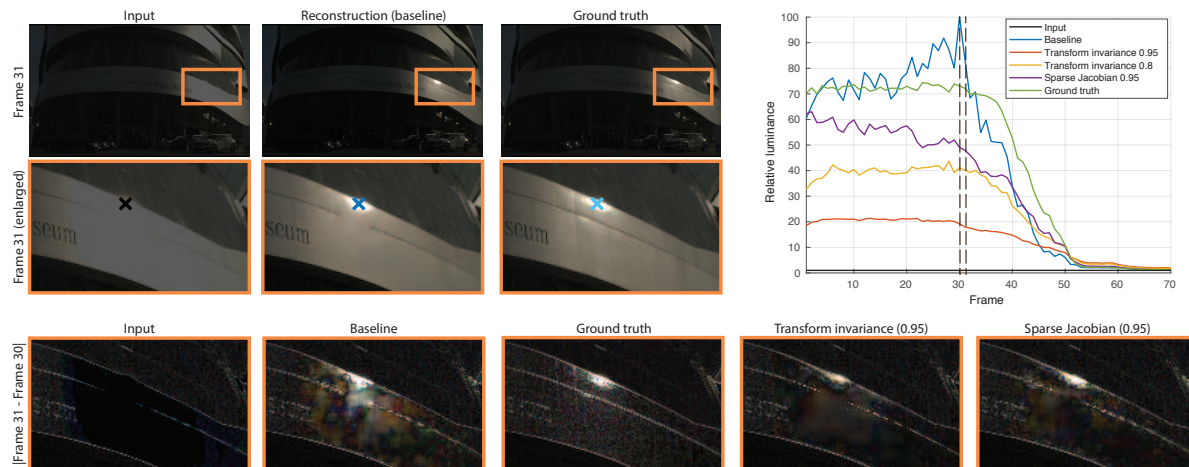 Input
Reconstruction (baseline)
Ground truth
Frame 31
Frame 31 (enlarged)
seum
seum
seum
100
90
80
70
60
50
40
30
20
10
0
Relative luminance
10
20
30
40
50
60
70
Frame
Input
Baseline
Transform invariance 0.95
Transform invariance 0.8
Sparse Jacobian 0.95
Ground truth
Input
Baseline
Ground truth
Transform invariance (0.95)
Sparse Jacobian (0.95)
|Frame 31 - Frame 30|